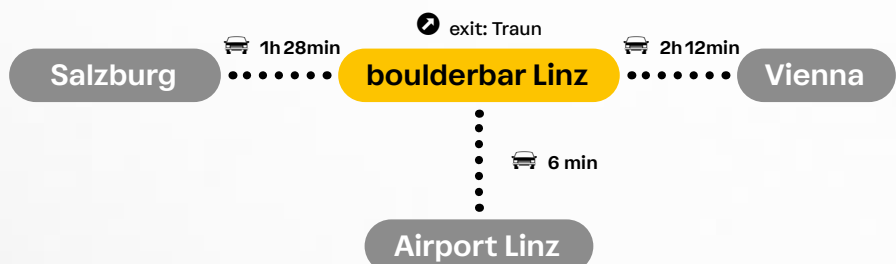 exit: Traun
1h 28min
2h 12min
Salzburg
boulderbar Linz
Vienna
6 min
Airport Linz